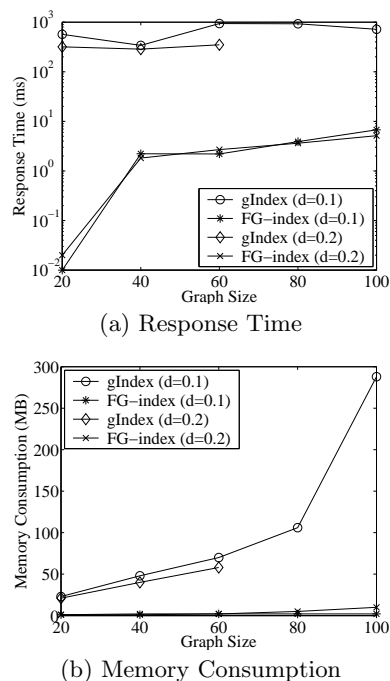 10^3
10^2
10^1
10^0
10^-1
10^-2
Response Time (ms)
gIndex (d=0.1)
FG-index (d=0.1)
gIndex (d=0.2)
FG-index (d=0.2)
20 40 60 80 100
Graph Size
(a) Response Time
300
250
200
150
100
50
0
Memory Consumption (MB)
gIndex (d=0.1)
FG-index (d=0.1)
gIndex (d=0.2)
FG-index (d=0.2)
20 40 60 80 100
Graph Size
(b) Memory Consumption